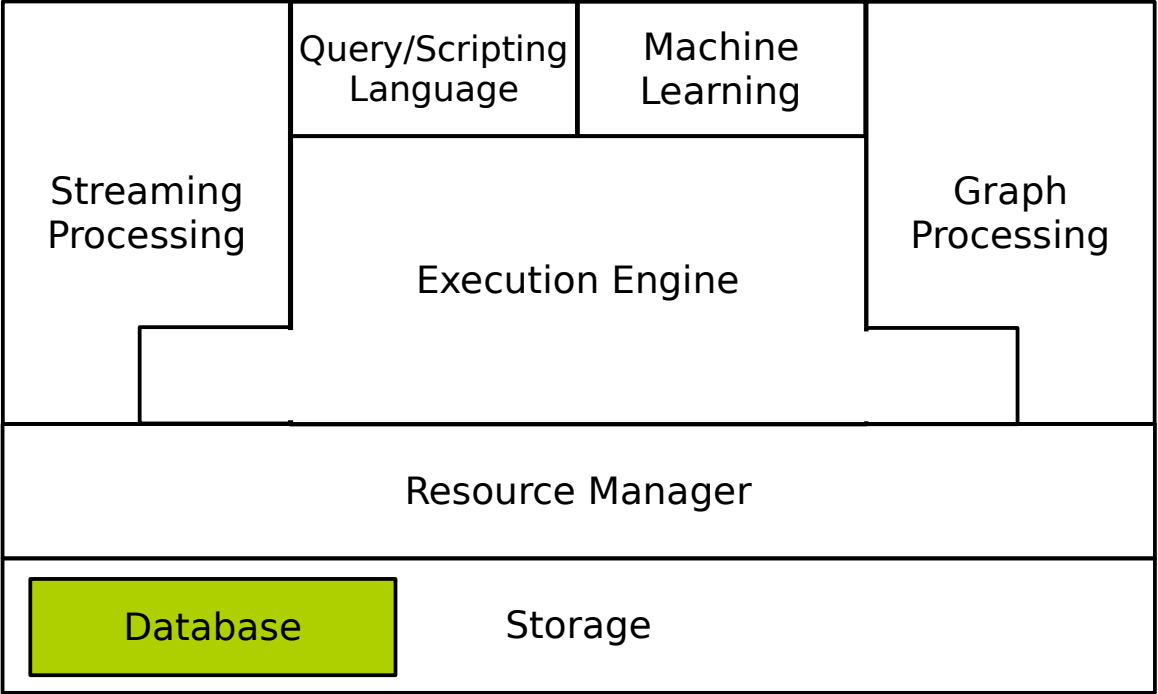 Query/Scripting
Language
Machine
Learning
Streaming
Processing
Graph
Processing
Execution Engine
Resource Manager
Database
Storage